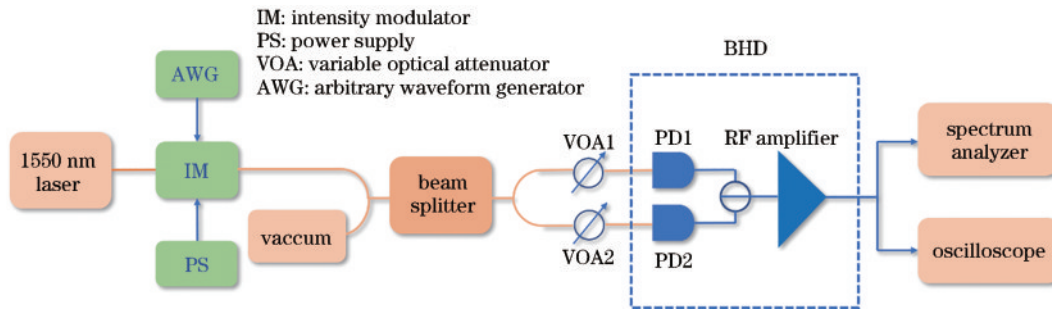 IM: intensity modulator
PS: power supply
VOA: variable optical attenuator
AWG: arbitrary waveform generator
BHD
AWG
1550 nm
laser
IM
PS
vaccum
beam
splitter
VOA1
VOA2
PD1
PD2
RF amplifier
spectrum
analyzer
oscilloscope